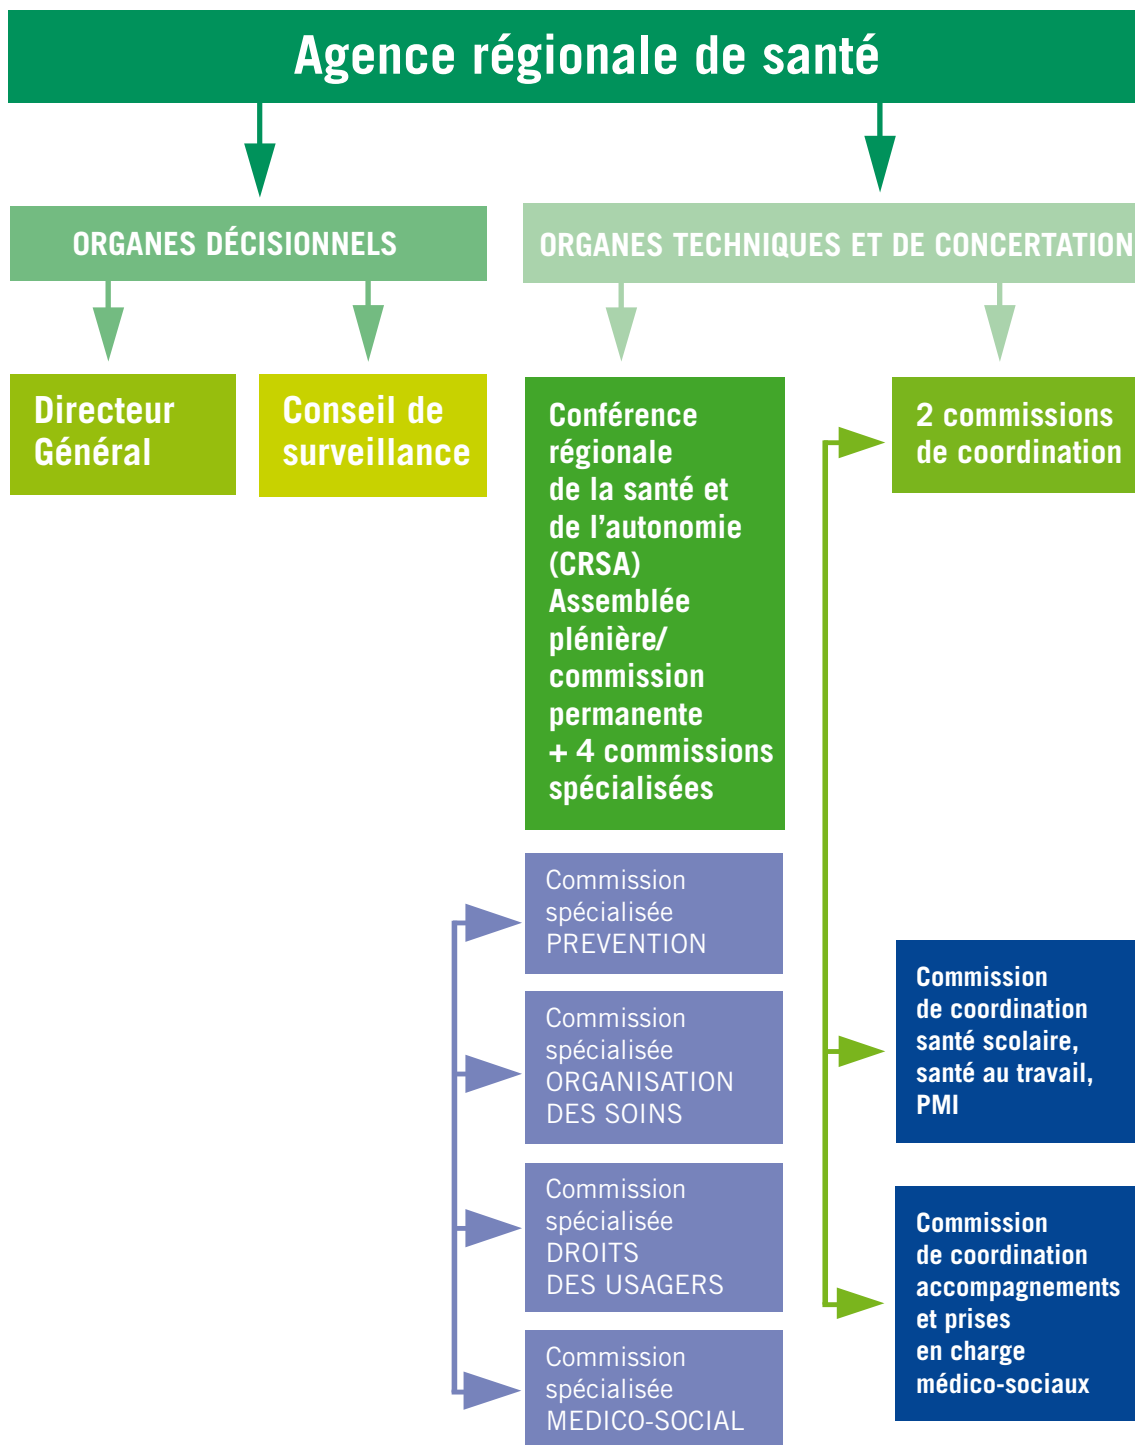 Agence régionale de santé
ORGANES DÉCISIONNELS
ORGANES TECHNIQUES ET DE CONCERTATION
Directeur
Général
Conseil de
surveillance
Conférence
régionale
de la santé et
de l’autonomie
(CRSA)
Assemblée
plénière/
commission
permanente
+ 4 commissions
spécialisées
2 commissions
de coordination
Commission
spécialisée
PREVENTION
Commission
spécialisée
ORGANISATION
DES SOINS
Commission
spécialisée
DROITS
DES USAGERS
Commission
spécialisée
MEDICO-SOCIAL
Commission
de coordination
santé scolaire,
santé au travail,
PMI
Commission
de coordination
accompagnements
et prises
en charge
médico-sociaux